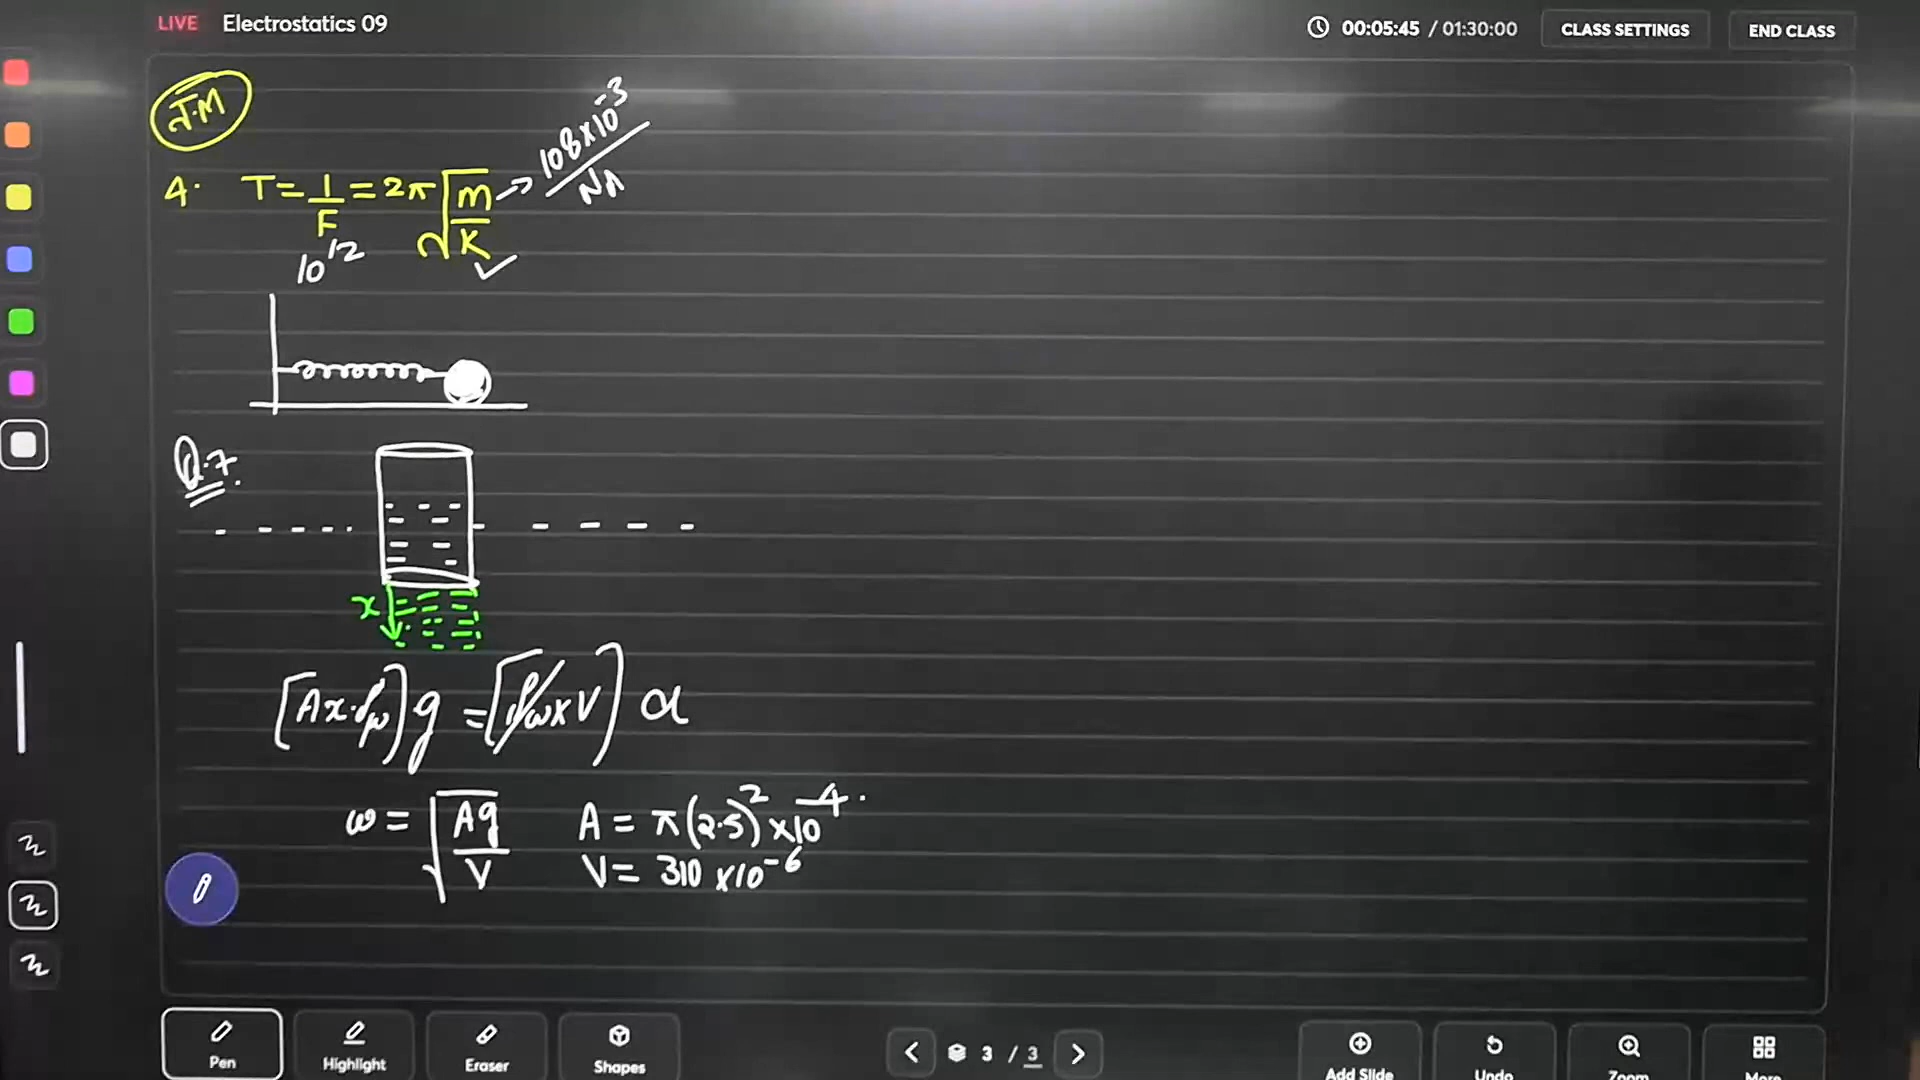 LIVE Electrostatics 09
00:05:45 / 01:30:00
CLASS SETTINGS
END CLASS
J.M
4. T = 1/F = 2π √(m/K) → 108×10⁻³/NA
10¹²
Q.7.
x
[Ax.ρw]g = [ρw×V] a
ω = √(Ag/V) A = π(2.5)² ×10⁻⁴
V = 310 ×10⁻⁶
Pen
Highlight
Eraser
Shapes
3 / 3
Add Slide
Undo
Zoom
More